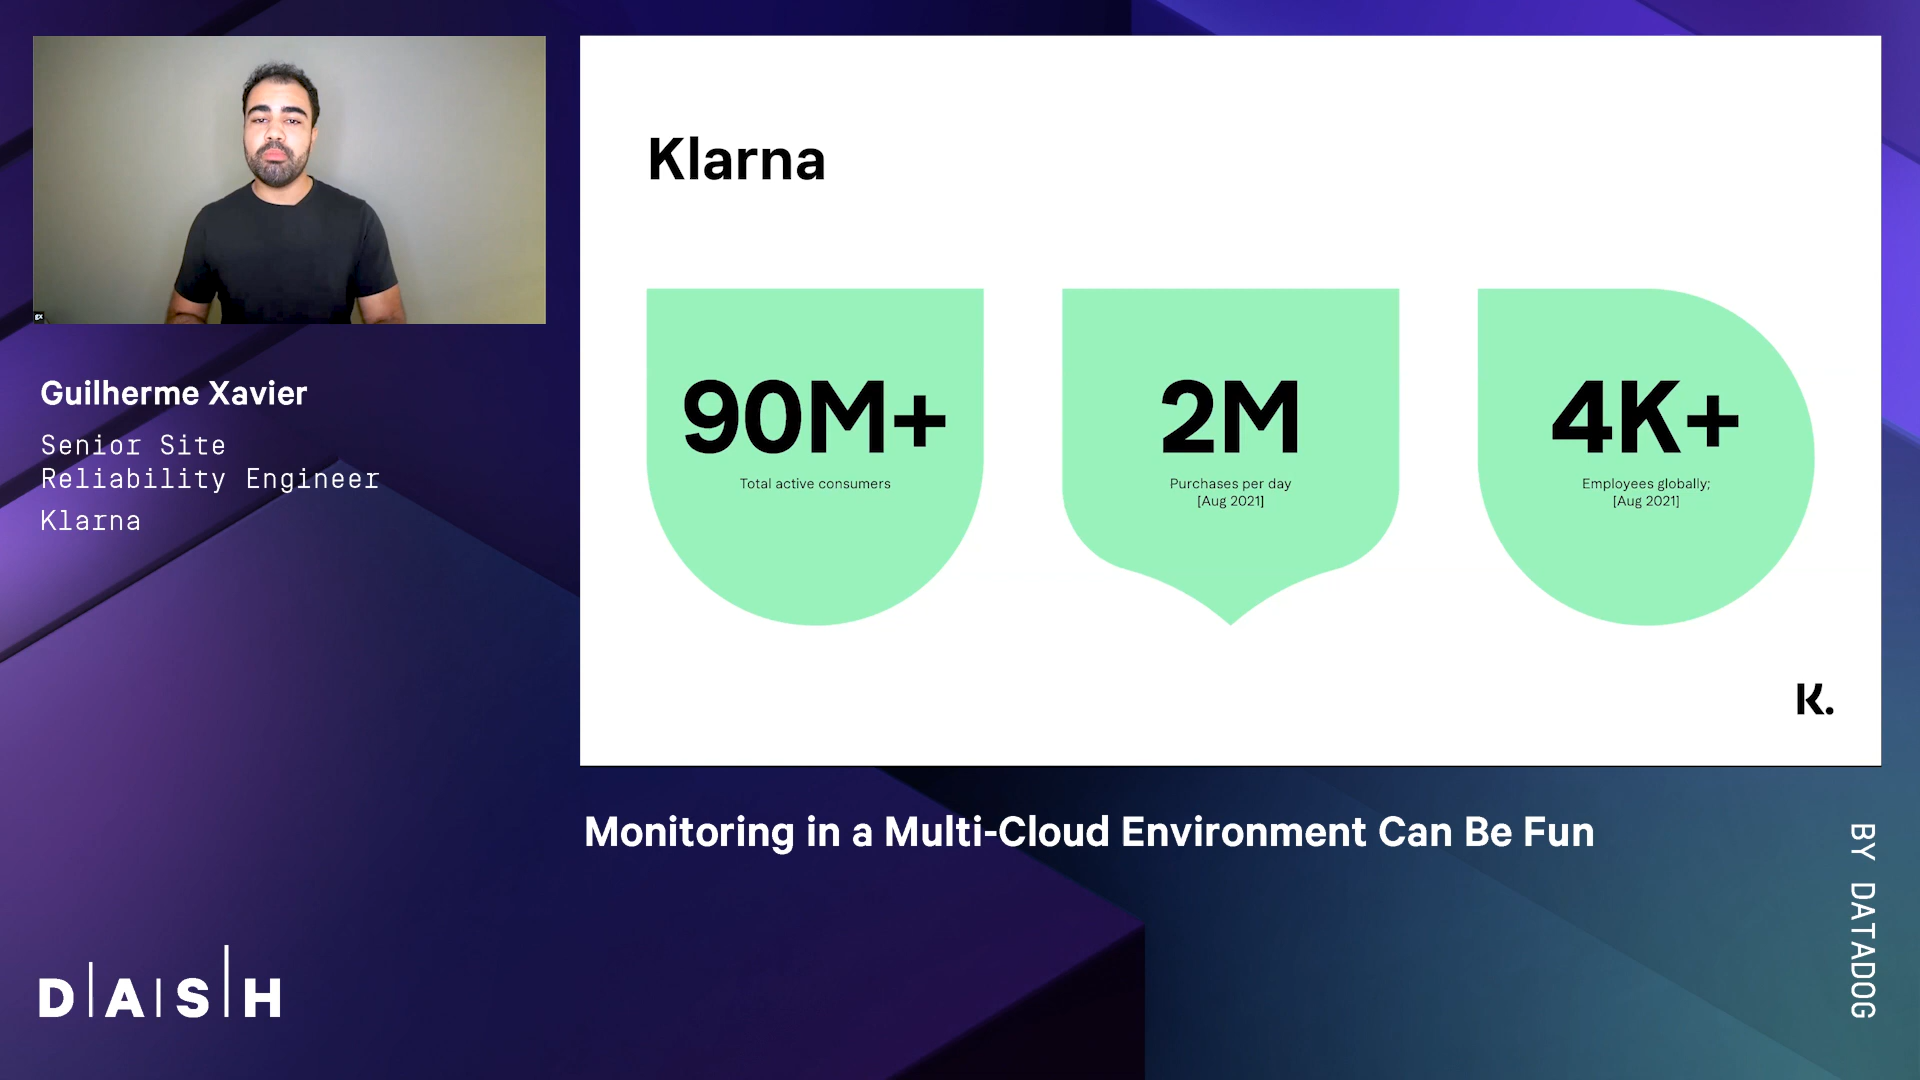 gx
Guilherme Xavier
Senior Site
Reliability Engineer
Klarna
Klarna
90M+
Total active consumers
2M
Purchases per day
[Aug 2021]
4K+
Employees globally;
[Aug 2021]
K.
Monitoring in a Multi-Cloud Environment Can Be Fun
DASH
BY DATADOG